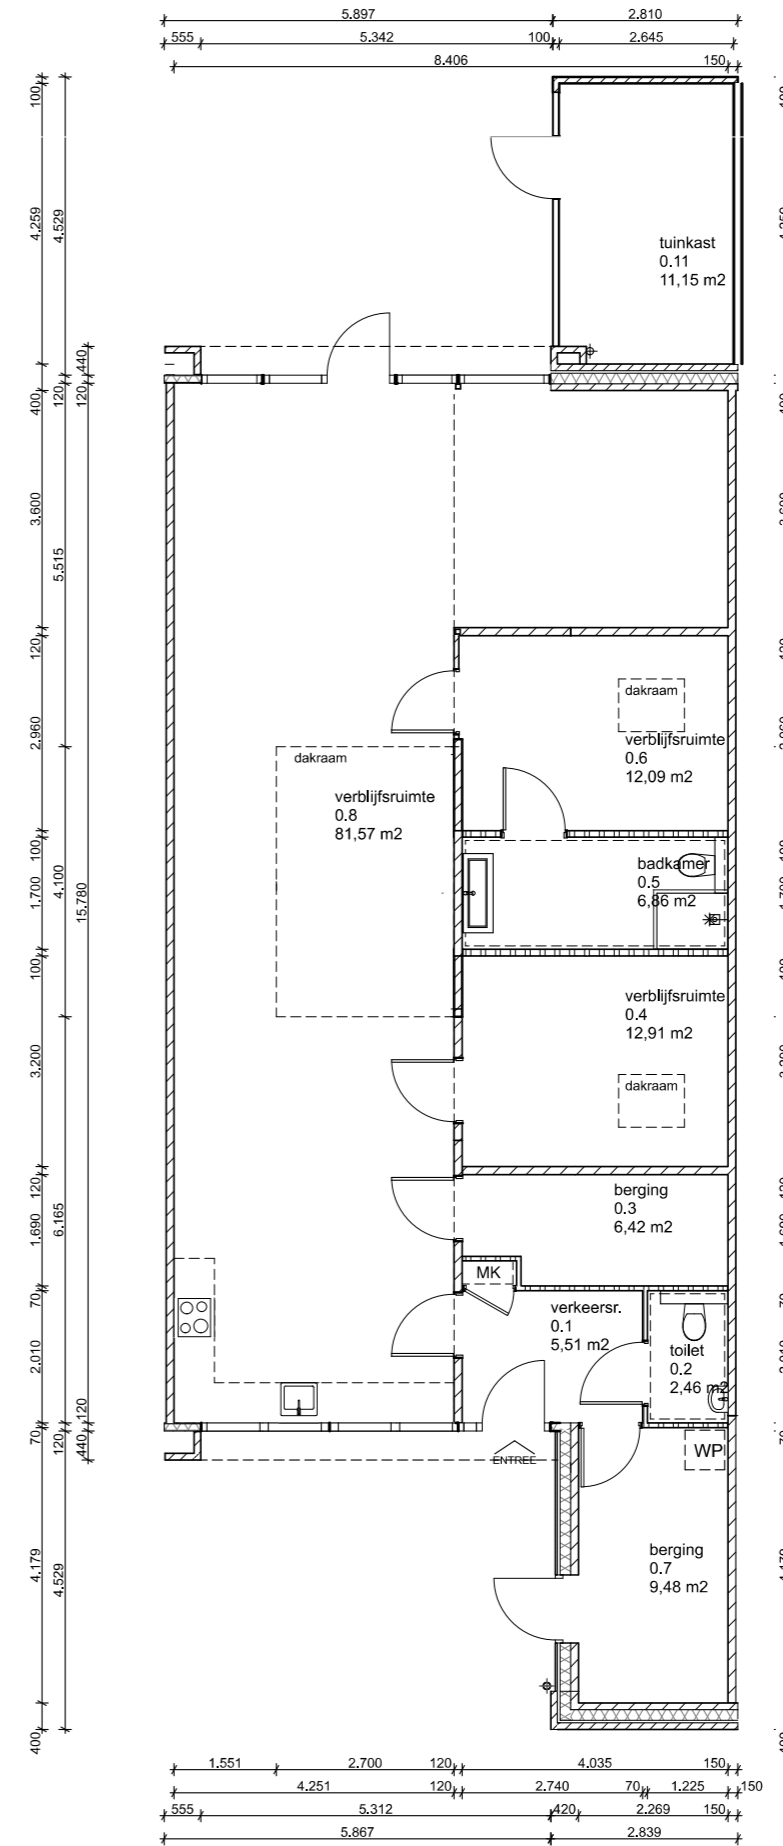 5.897 2.810
555 5.342 100 2.645
8.406 150
100
4.259
4.529
tuinkast
0.11
11,15 m2
440
120
120
400
3.600
5.515
120
2.960
dakraam
verblijfsruimte
0.6
12,09 m2
dakraam
verblijfsruimte
0.8
81,57 m2
100
1.700
4.100
15.780
badkamer
0.5
6,86 m2
100
3.200
verblijfsruimte
0.4
12,91 m2
dakraam
120
1.690
6.165
berging
0.3
6,42 m2
MK
70
2.010
verkeersr.
0.1
5,51 m2
toilet
0.2
2,46 m2
120
70
120
440
ENTREE
WP
4.179
4.529
berging
0.7
9,48 m2
400
1.551 2.700 120 4.035 150
4.251 120 2.740 70 1.225 150
555 5.312 420 2.269 150
5.867 2.839